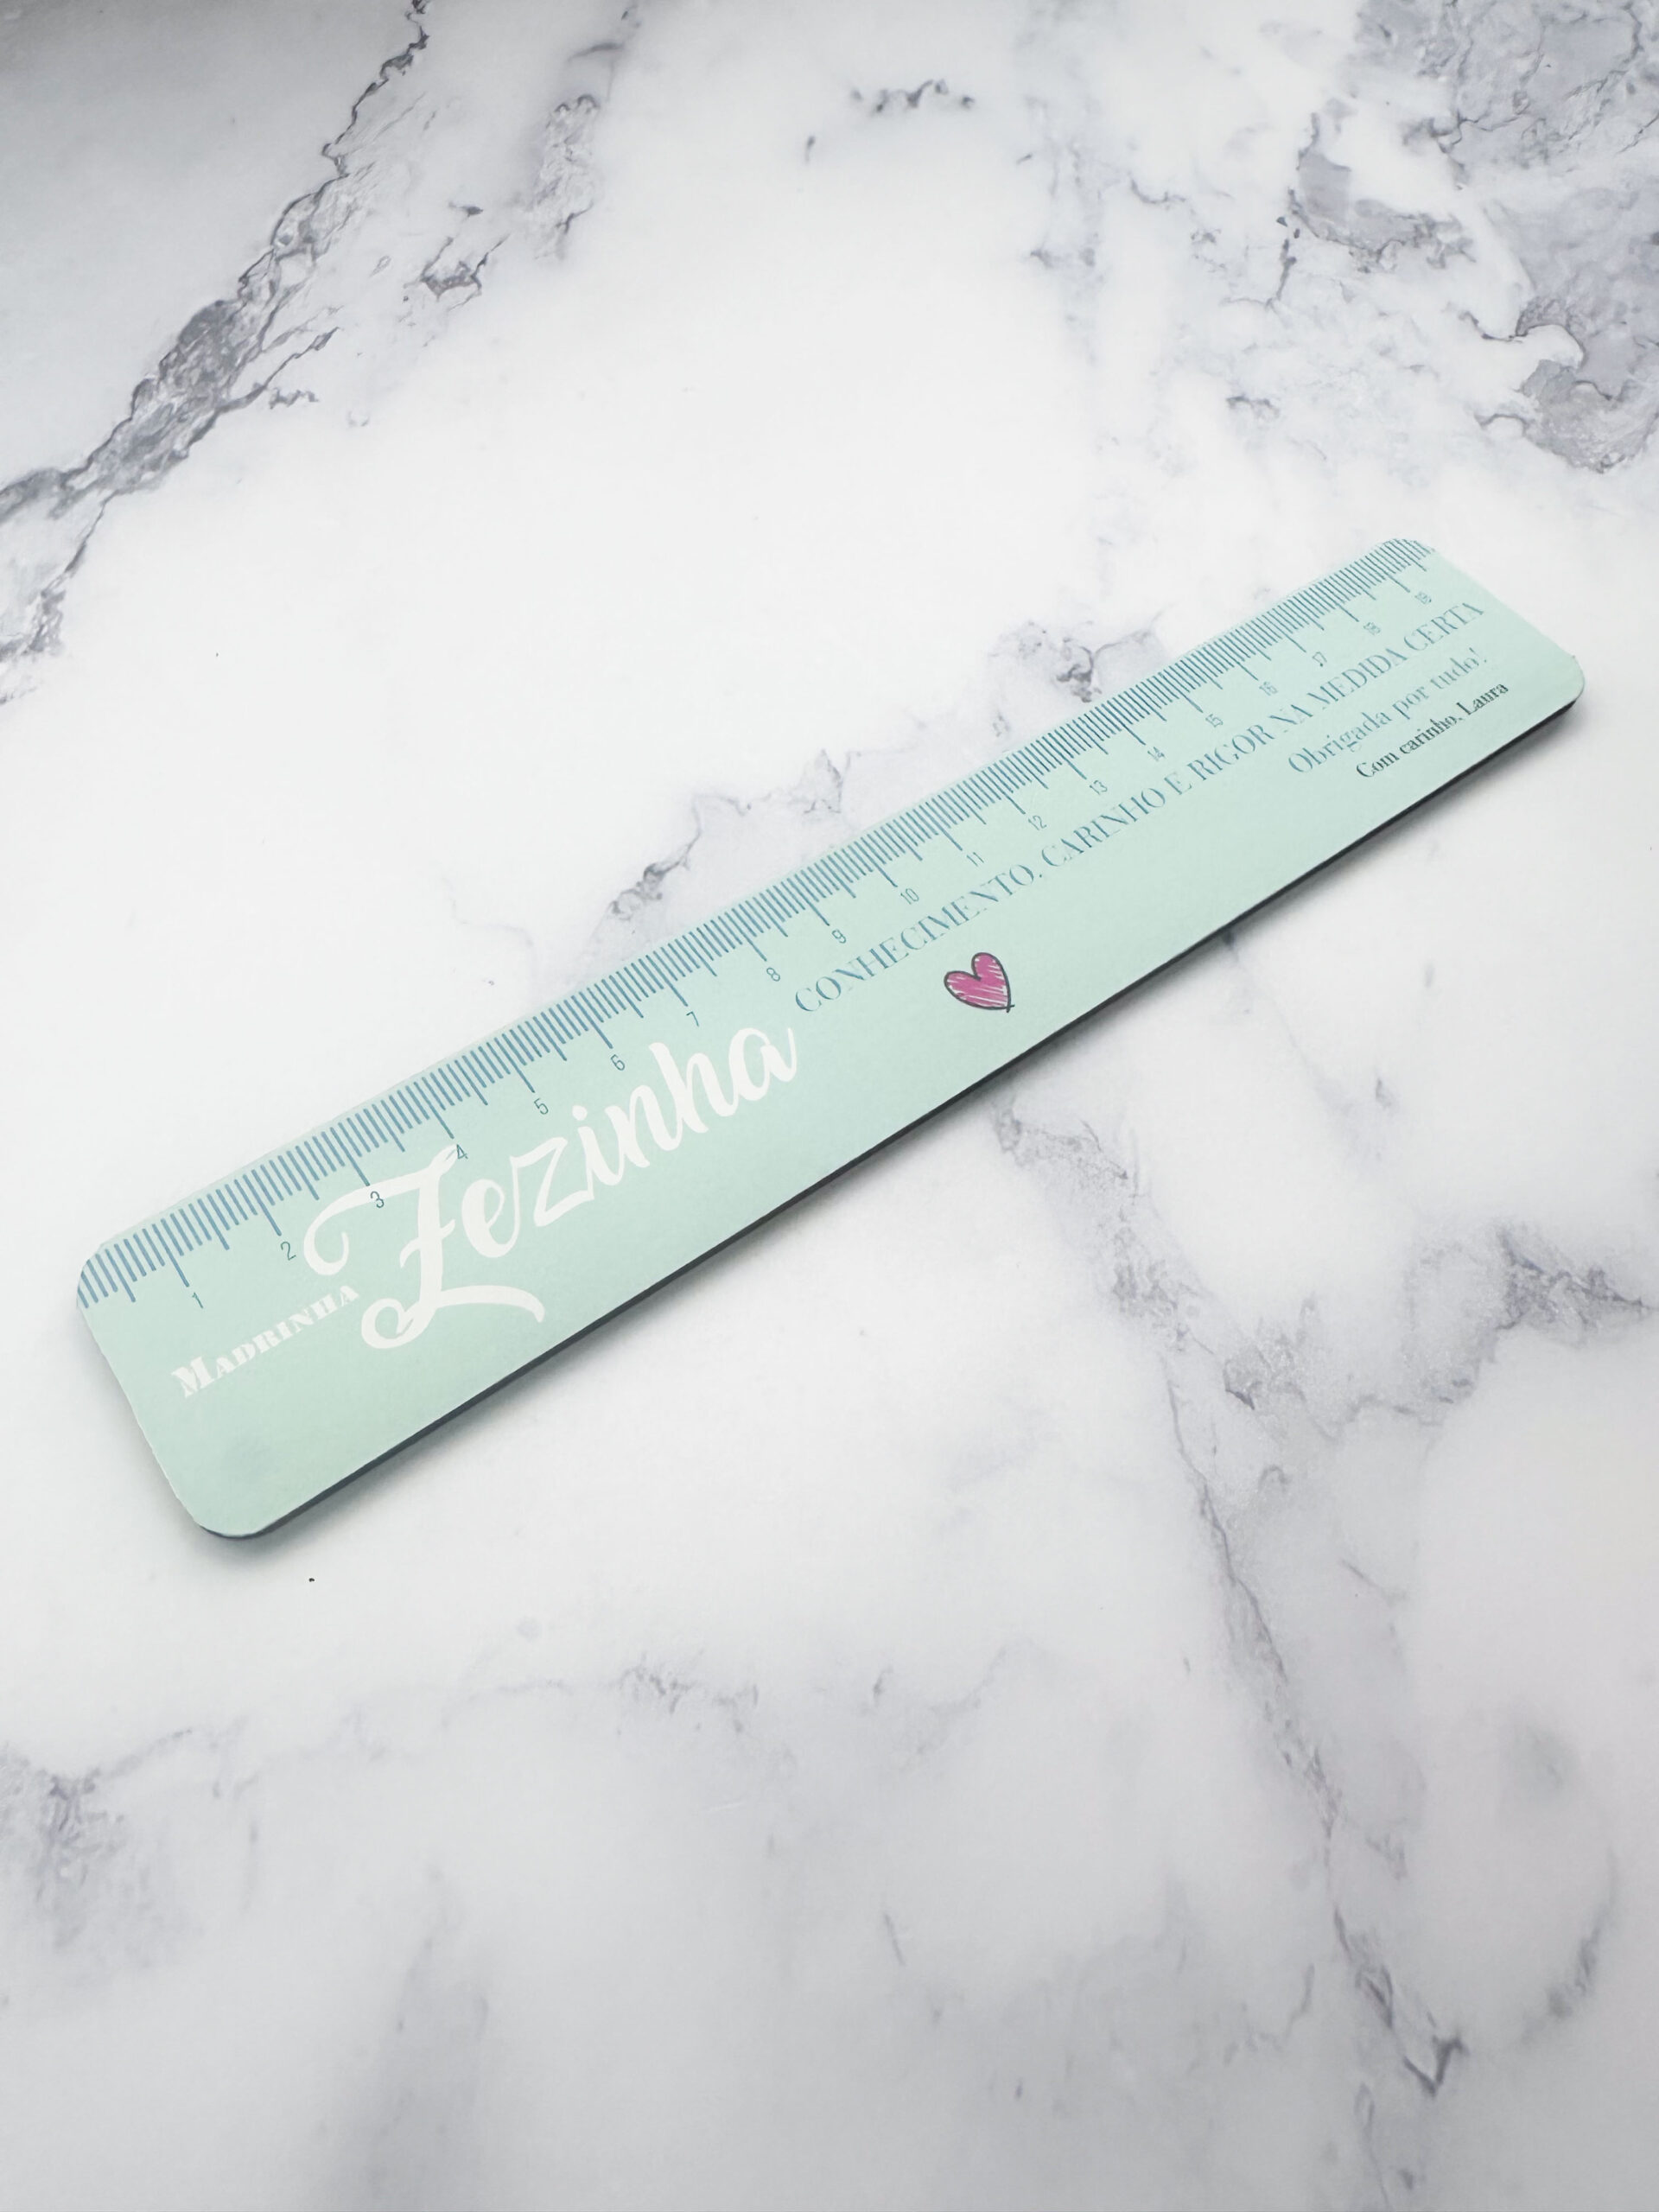 1 2 3 4 5 6 7 8 9 10 11 12 13 14 15 16 17 18 19
MADRINHA
Zezinha
CONHECIMENTO, CARINHO E RIGOR NA MEDIDA CERTA
Obrigada por tudo!
Com carinho, Laura